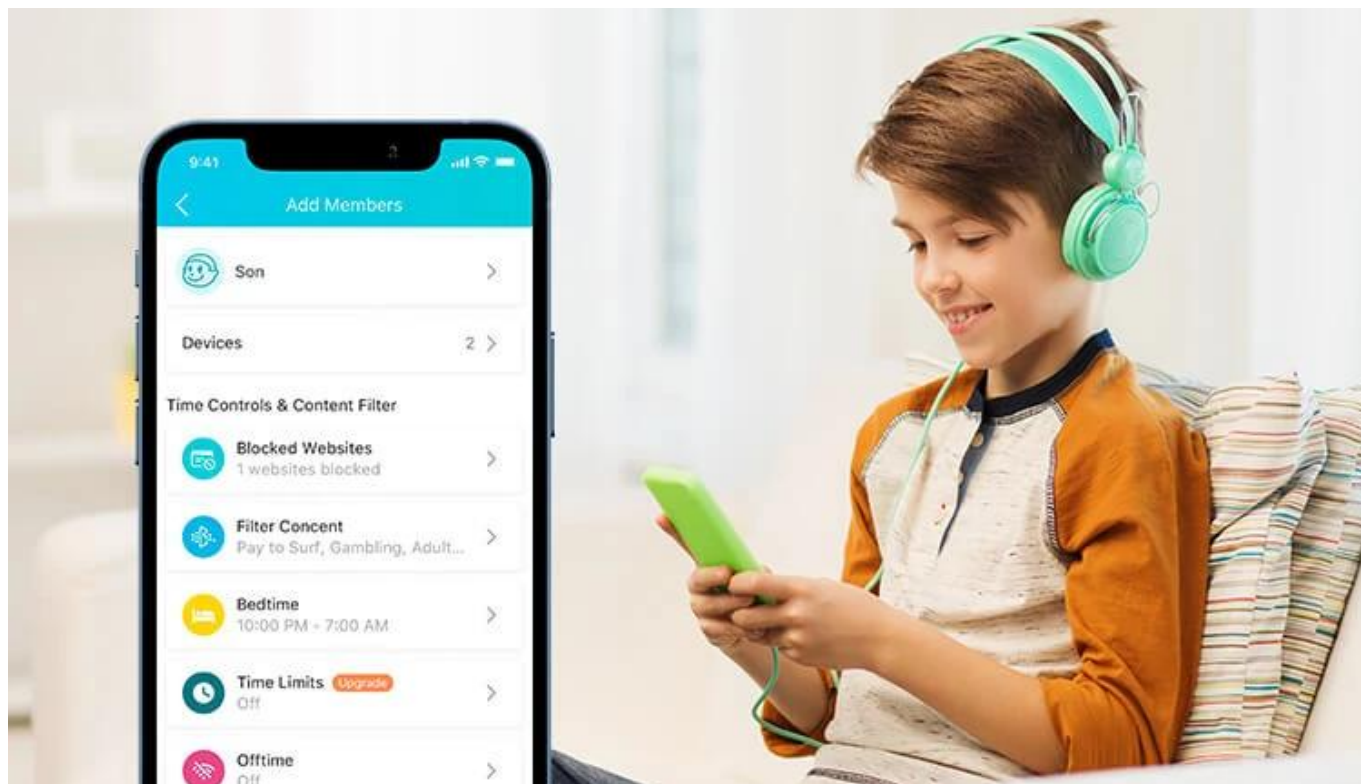 9:41
Add Members
Son
Devices 2
Time Controls & Content Filter
Blocked Websites
1 websites blocked
Filter Concent
Pay to Surf, Gambling, Adult...
Bedtime
10:00 PM - 7:00 AM
Time Limits Upgrade
Off
Offtime
Off